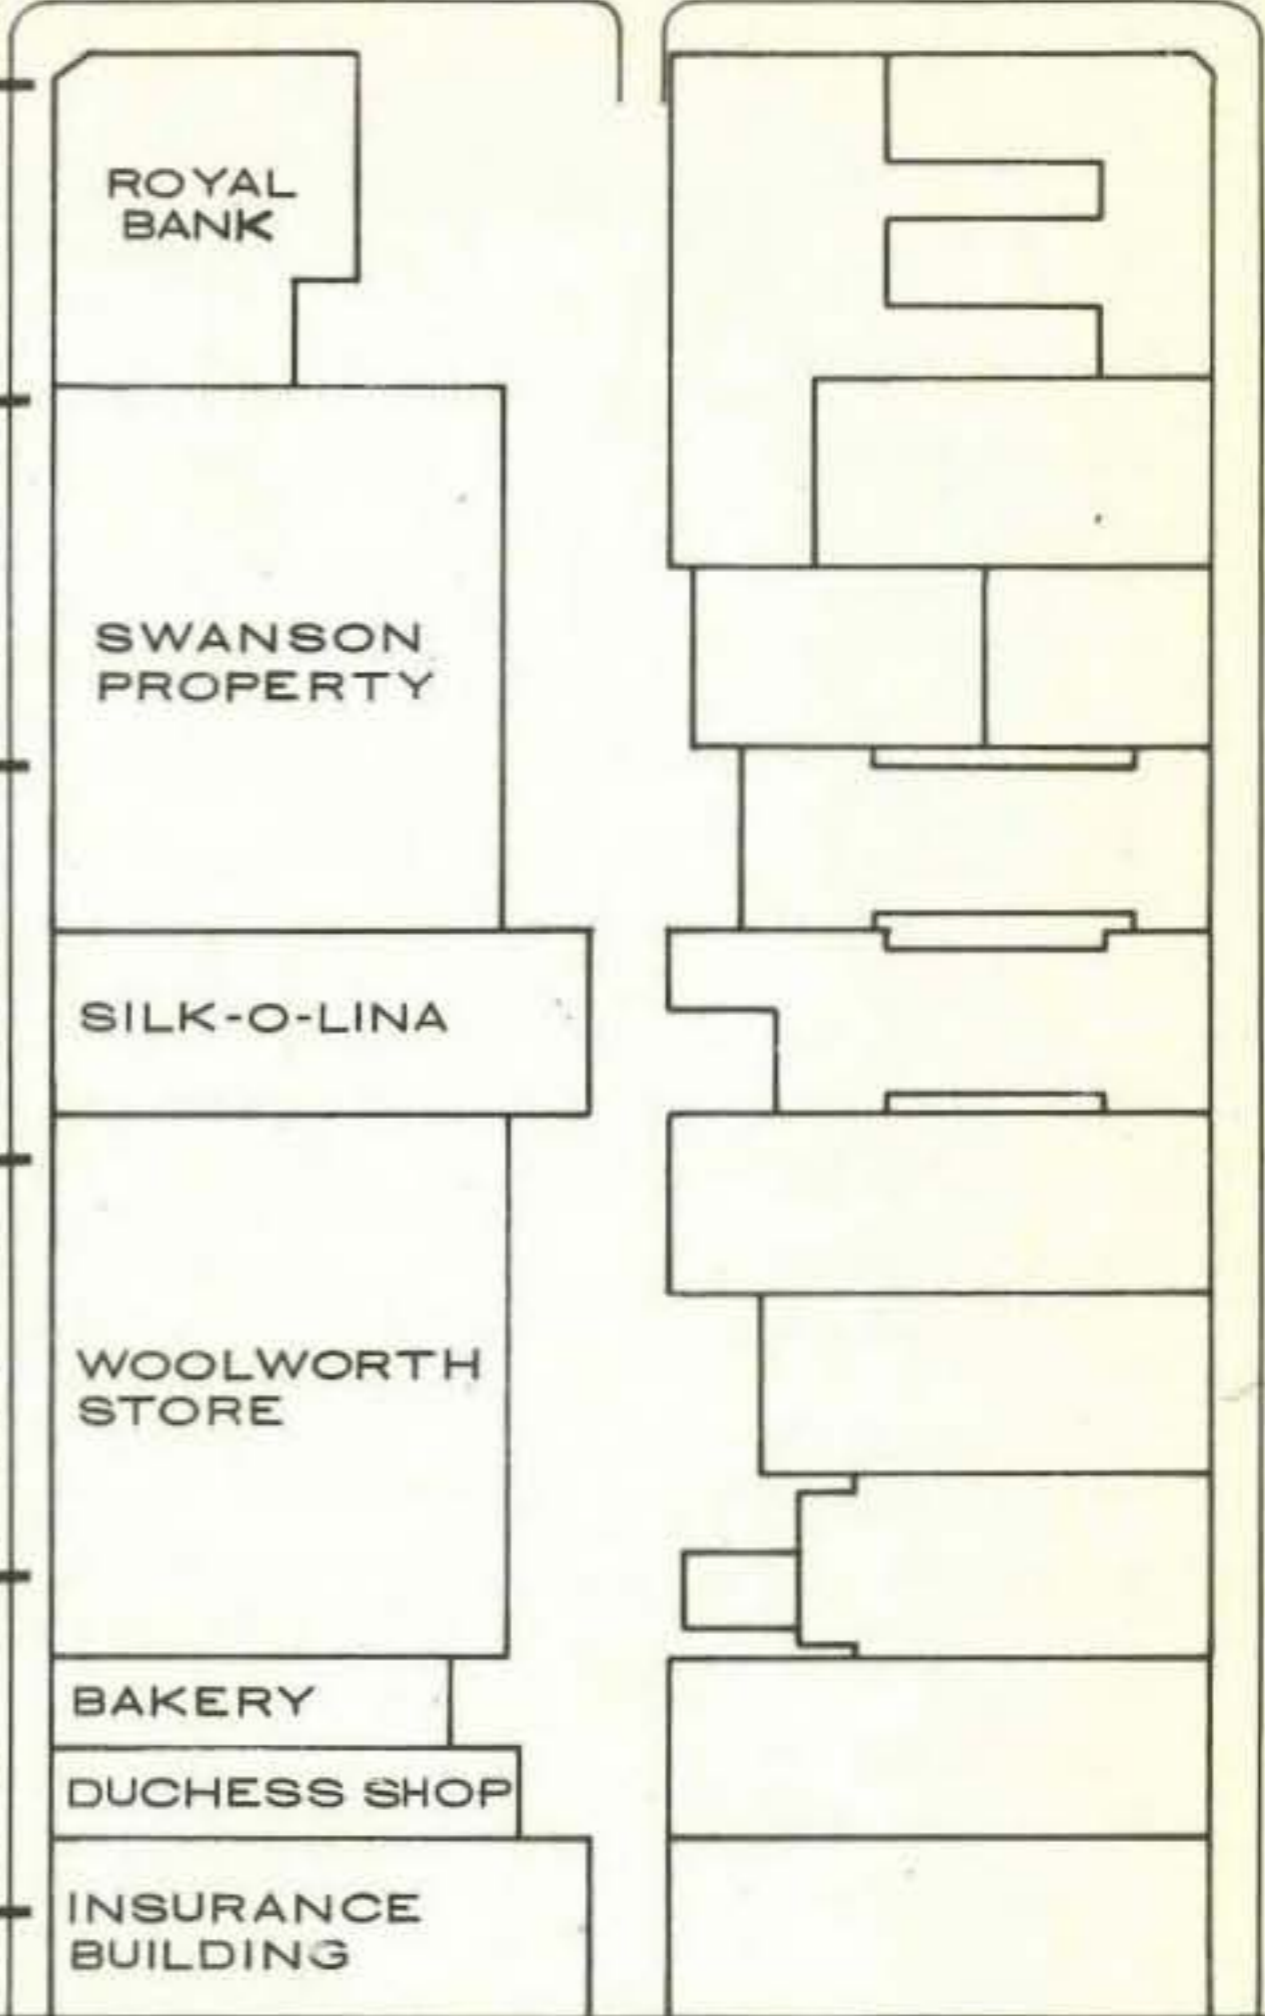 ROYAL
BANK
SWANSON
PROPERTY
SILK-O-LINA
WOOLWORTH
STORE
BAKERY
DUCHESS SHOP
INSURANCE
BUILDING